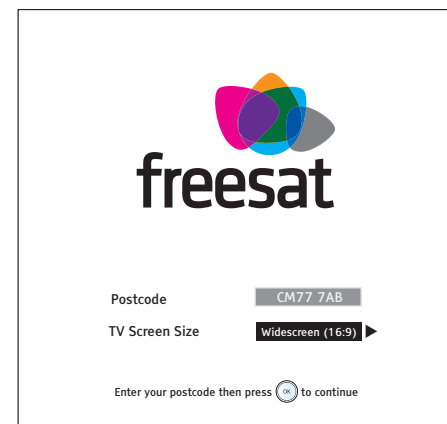 freesat
Postcode CM77 7AB
TV Screen Size Widescreen (16:9)
Enter your postcode then press OK to continue